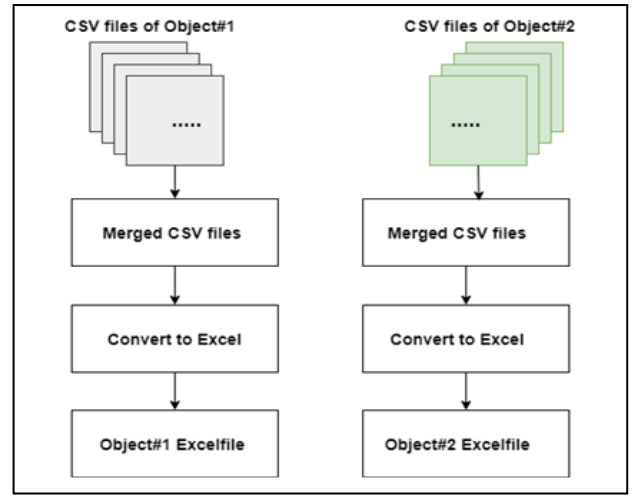 CSV files of Object#1
CSV files of Object#2
.....
.....
Merged CSV files
Merged CSV files
Convert to Excel
Convert to Excel
Object#1 Excelfile
Object#2 Excelfile